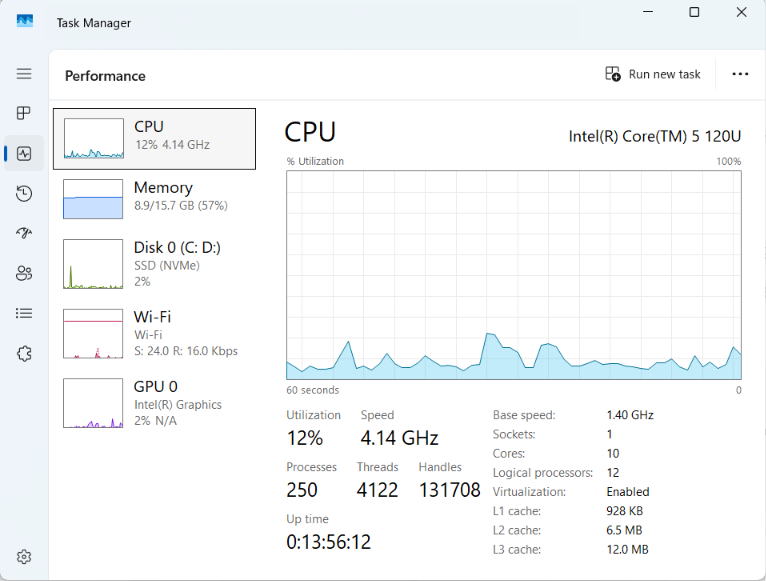 Task Manager
Performance
Run new task
CPU
12% 4.14 GHz
Memory
8.9/15.7 GB (57%)
Disk 0 (C: D:)
SSD (NVMe)
2%
Wi-Fi
Wi-Fi
S: 24.0 R: 16.0 Kbps
GPU 0
Intel(R) Graphics
2% N/A
CPU
Intel(R) Core(TM) 5 120U
% Utilization 100%
60 seconds 0
Utilization Speed
12% 4.14 GHz
Processes Threads Handles
250 4122 131708
Up time
0:13:56:12
Base speed: 1.40 GHz
Sockets: 1
Cores: 10
Logical processors: 12
Virtualization: Enabled
L1 cache: 928 KB
L2 cache: 6.5 MB
L3 cache: 12.0 MB